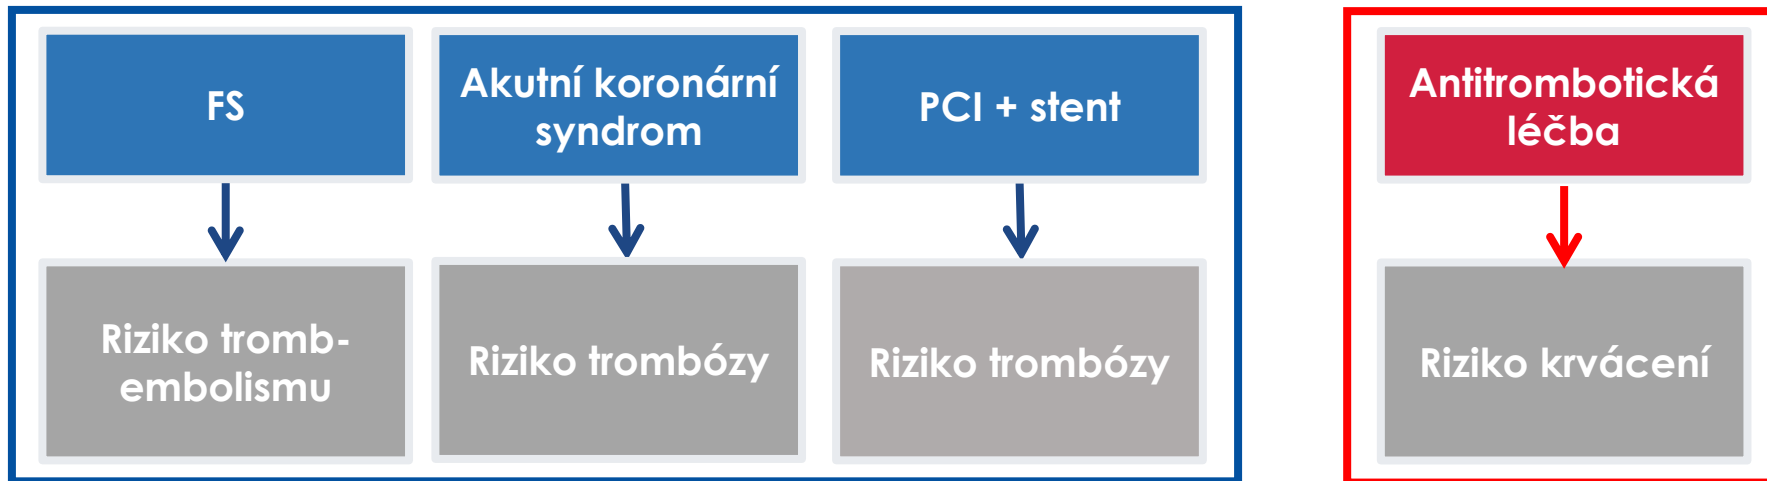 FS
Akutní koronární
syndrom
PCI + stent
Antitrombotická
léčba
Riziko tromb-
embolismu
Riziko trombózy
Riziko trombózy
Riziko krvácení